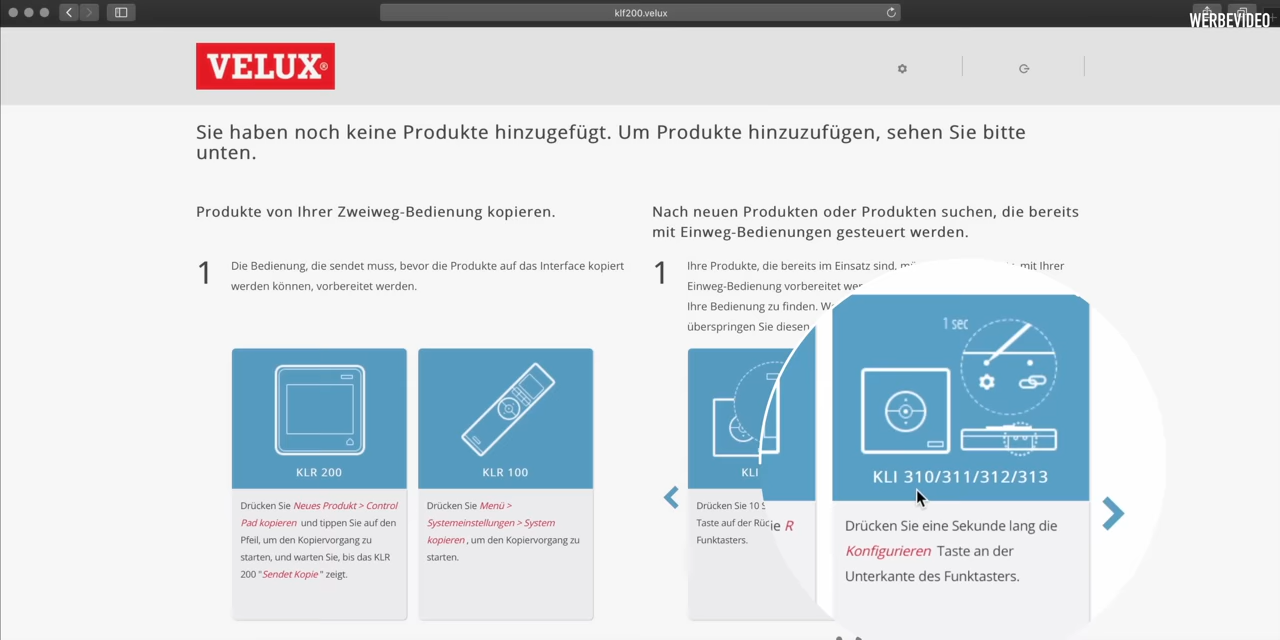 klf200.velux
WERBEVIDEO
VELUX®
Sie haben noch keine Produkte hinzugefügt. Um Produkte hinzuzufügen, sehen Sie bitte
unten.
Produkte von Ihrer Zweiweg-Bedienung kopieren.
1
Die Bedienung, die sendet muss, bevor die Produkte auf das Interface kopiert
werden können, vorbereitet werden.
KLR 200
Drücken Sie Neues Produkt > Control
Pad kopieren und tippen Sie auf den
Pfeil, um den Kopiervorgang zu
starten, und warten Sie, bis das KLR
200 "Sendet Kopie" zeigt.
KLR 100
Drücken Sie Menü >
Systemeinstellungen > System
kopieren, um den Kopiervorgang zu
starten.
Nach neuen Produkten oder Produkten suchen, die bereits
mit Einweg-Bedienungen gesteuert werden.
1
Ihre Produkte, die bereits im Einsatz sind, mit Ihrer
Einweg-Bedienung vorbereitet
Ihre Bedienung zu finden.
überspringen Sie diesen
Drücken Sie 10
Taste auf der
Funktasters.
1 sec
KLI 310/311/312/313
Drücken Sie eine Sekunde lang die
Konfigurieren Taste an der
Unterkante des Funktasters.